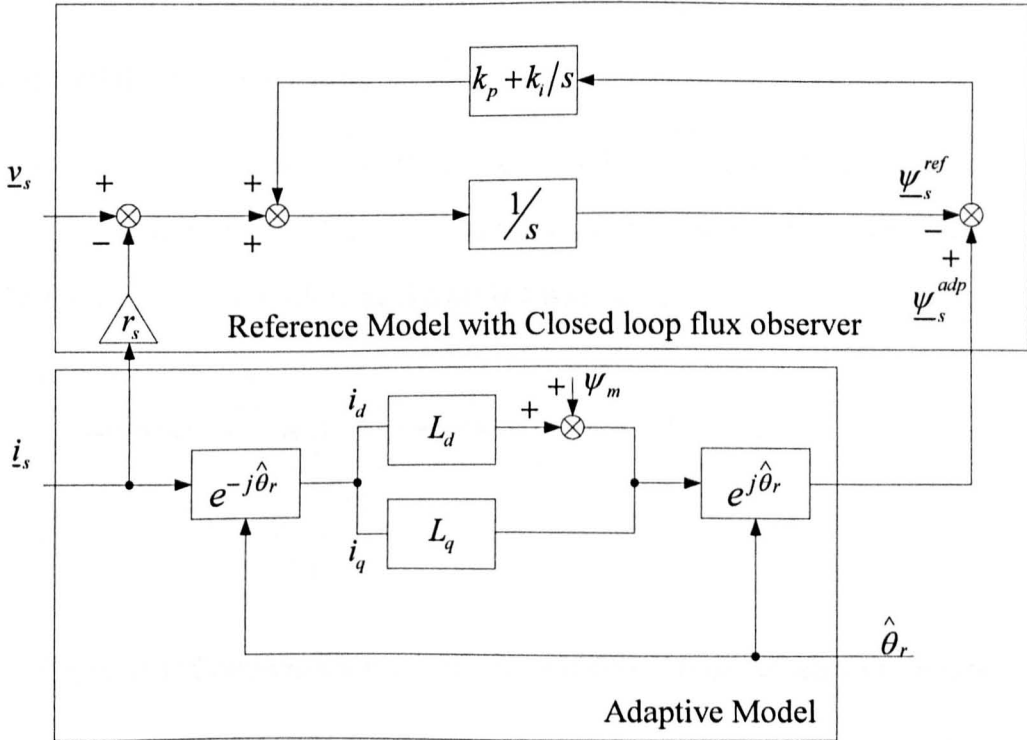 k_p + k_i/s
v_s
+
+
ψ_s^ref
−
+
1/s
−
+
ψ_s^adp
r_s
Reference Model with Closed loop flux observer
+
ψ_m
i_d
L_d
+
i_s
e^{-jθ̂_r}
e^{jθ̂_r}
L_q
i_q
θ̂_r
Adaptive Model